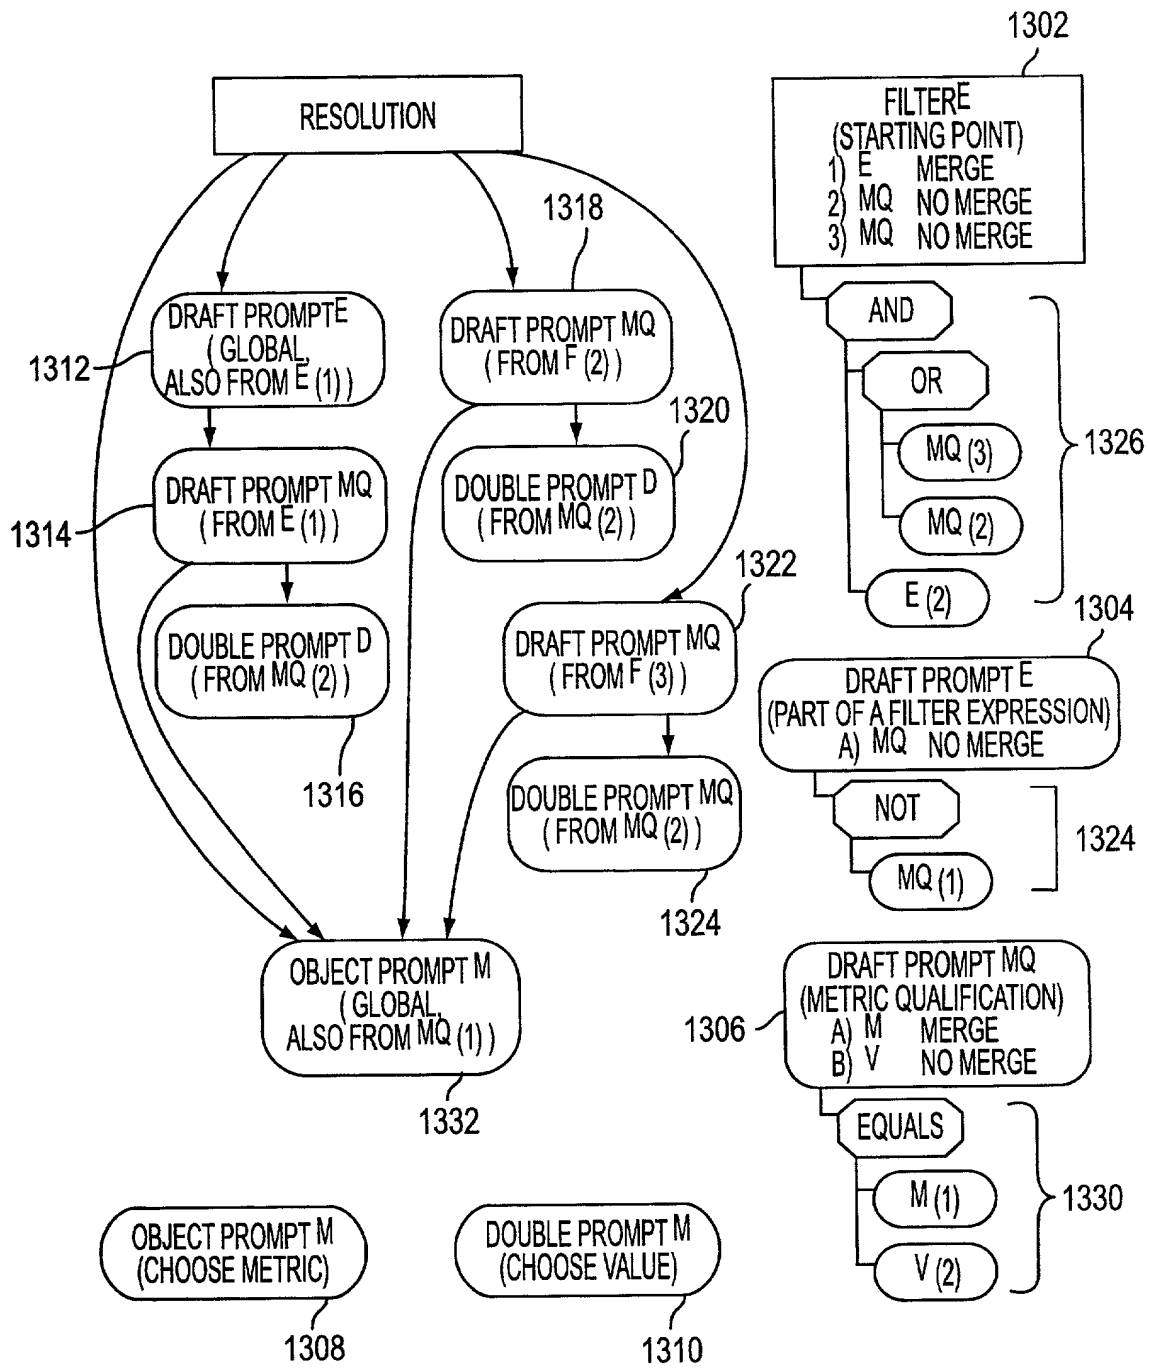 1302
RESOLUTION
FILTER E
(STARTING POINT)
1) E MERGE
2) MQ NO MERGE
3) MQ NO MERGE
1318
DRAFT PROMPT E
( GLOBAL,
ALSO FROM E (1) )
1312
DRAFT PROMPT MQ
( FROM F (2) )
AND
OR
MQ (3)
MQ (2)
E (2)
1326
1320
DRAFT PROMPT MQ
( FROM E (1) )
1314
DOUBLE PROMPT D
( FROM MQ (2) )
1322
DOUBLE PROMPT D
( FROM MQ (2) )
1316
DRAFT PROMPT MQ
( FROM F (3) )
1304
DRAFT PROMPT E
(PART OF A FILTER EXPRESSION)
A) MQ NO MERGE
NOT
MQ (1)
1324
DOUBLE PROMPT MQ
( FROM MQ (2) )
1324
OBJECT PROMPT M
( GLOBAL,
ALSO FROM MQ (1) )
1332
DRAFT PROMPT MQ
(METRIC QUALIFICATION)
A) M MERGE
B) V NO MERGE
1306
EQUALS
M (1)
V (2)
1330
OBJECT PROMPT M
(CHOOSE METRIC)
1308
DOUBLE PROMPT M
(CHOOSE VALUE)
1310